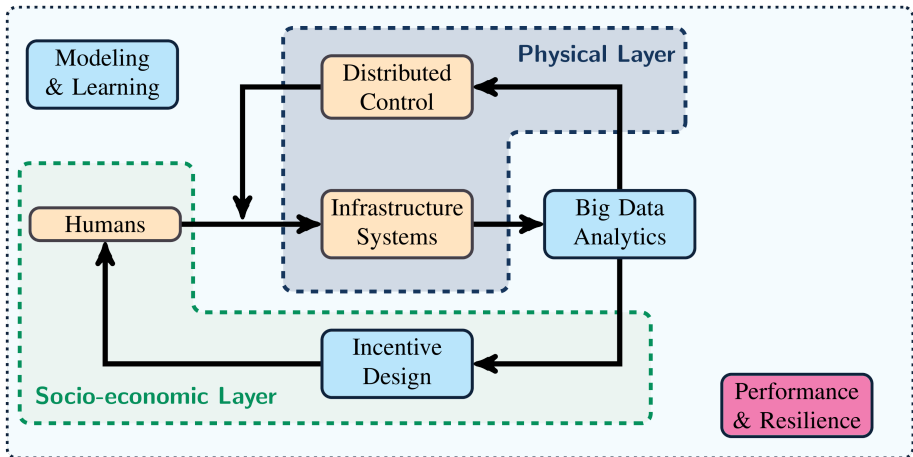 Modeling
& Learning
Distributed
Control
Physical Layer
Humans
Infrastructure
Systems
Big Data
Analytics
Incentive
Design
Socio-economic Layer
Performance
& Resilience